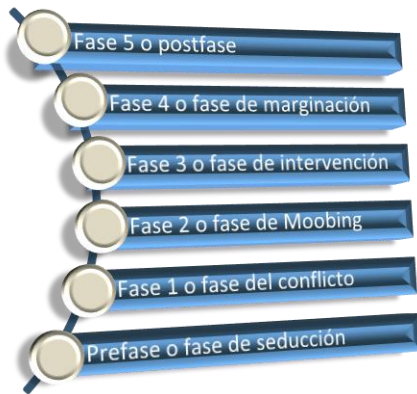 Fase 5 o postfase
Fase 4 o fase de marginación
Fase 3 o fase de intervención
Fase 2 o fase de Moobing
Fase 1 o fase del conflicto
Prefase o fase de seducción